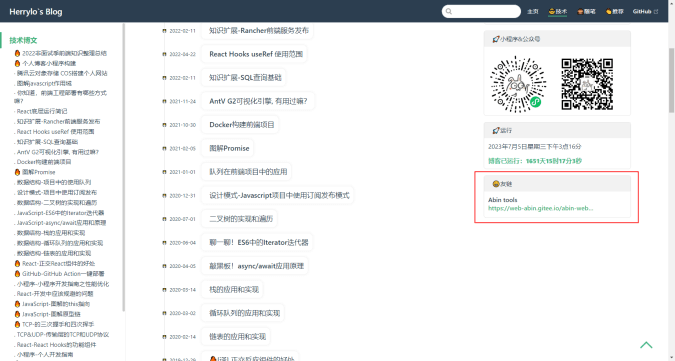 Herrylo's Blog
主页
技术
随笔
推荐
GitHub
技术博文
2022年面试季前端知识整理总结
个人博客小程序构建
. 腾讯云对象存储 COS搭建个人网站
. 图解javascript作用域
. 你知道，前端工程部署有哪些方式嘛?
. React底层运行笔记
. 知识扩展-Rancher前端服务发布
. React Hooks useRef 使用范围
. 知识扩展-SQL查询基础
. AntV G2可视化引擎, 有用过嘛?
. Docker构建前端项目
图解Promise
. 数据结构-项目中的使用队列
. 设计模式-项目中使用订阅发布
. 数据结构-二叉树的实现和遍历
. JavaScript-ES6中的Iterator迭代器
. JavaScript-async/await应用和原理
. 数据结构-栈的应用和实现
. 数据结构-循环队列的应用和实现
. 数据结构-链表的应用和实现
React-正交React组件的好处
GitHub-GitHub Action一键部署
. 小程序-小程序开发指南之性能优化
. React-开发中应该规避的问题
JavaScript-图解的this指向
JavaScript-图解原型链
TCP-的三次握手和四次挥手
. TCP&UDP-传输层的TCP和UDP协议
. React-React Hooks的功能组件
. 小程序-个人开发指南
2022-02-11 知识扩展-Rancher前端服务发布
2022-04-22 React Hooks useRef 使用范围
2022-02-11 知识扩展-SQL查询基础
2021-11-24 AntV G2可视化引擎, 有用过嘛?
2021-10-30 Docker构建前端项目
2021-02-05 图解Promise
2021-01-01 队列在前端项目中的应用
2020-12-31 设计模式-Javascript项目中使用订阅发布模式
2020-07-01 二叉树的实现和遍历
2020-06-04 聊一聊！ES6中的Iterator迭代器
2020-04-05 敲黑板！async/await应用原理
2020-03-14 栈的应用和实现
2020-03-02 循环队列的应用和实现
2020-02-14 链表的应用和实现
正交反应组件的好处
小程序&公众号
运行
2023年7月5日星期三下午3点16分
博客已运行：1651天15时17分3秒
友链
Abin tools
https://web-abin.gitee.io/abin-web...